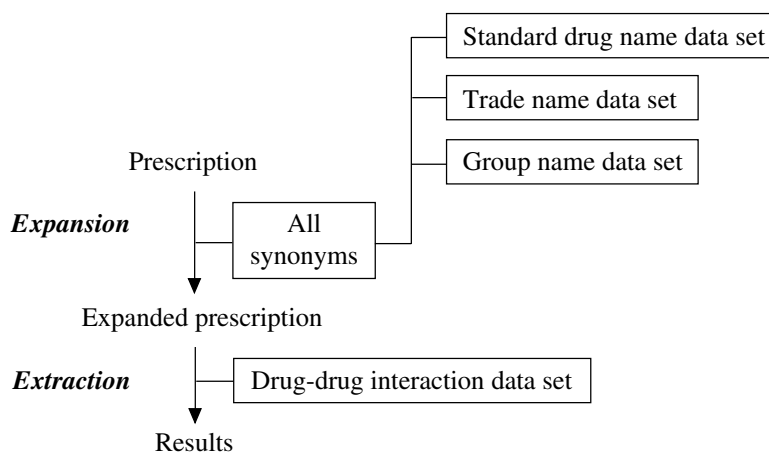 Standard drug name data set
Trade name data set
Group name data set
Prescription
Expansion
All
synonyms
Expanded prescription
Extraction
Drug-drug interaction data set
Results